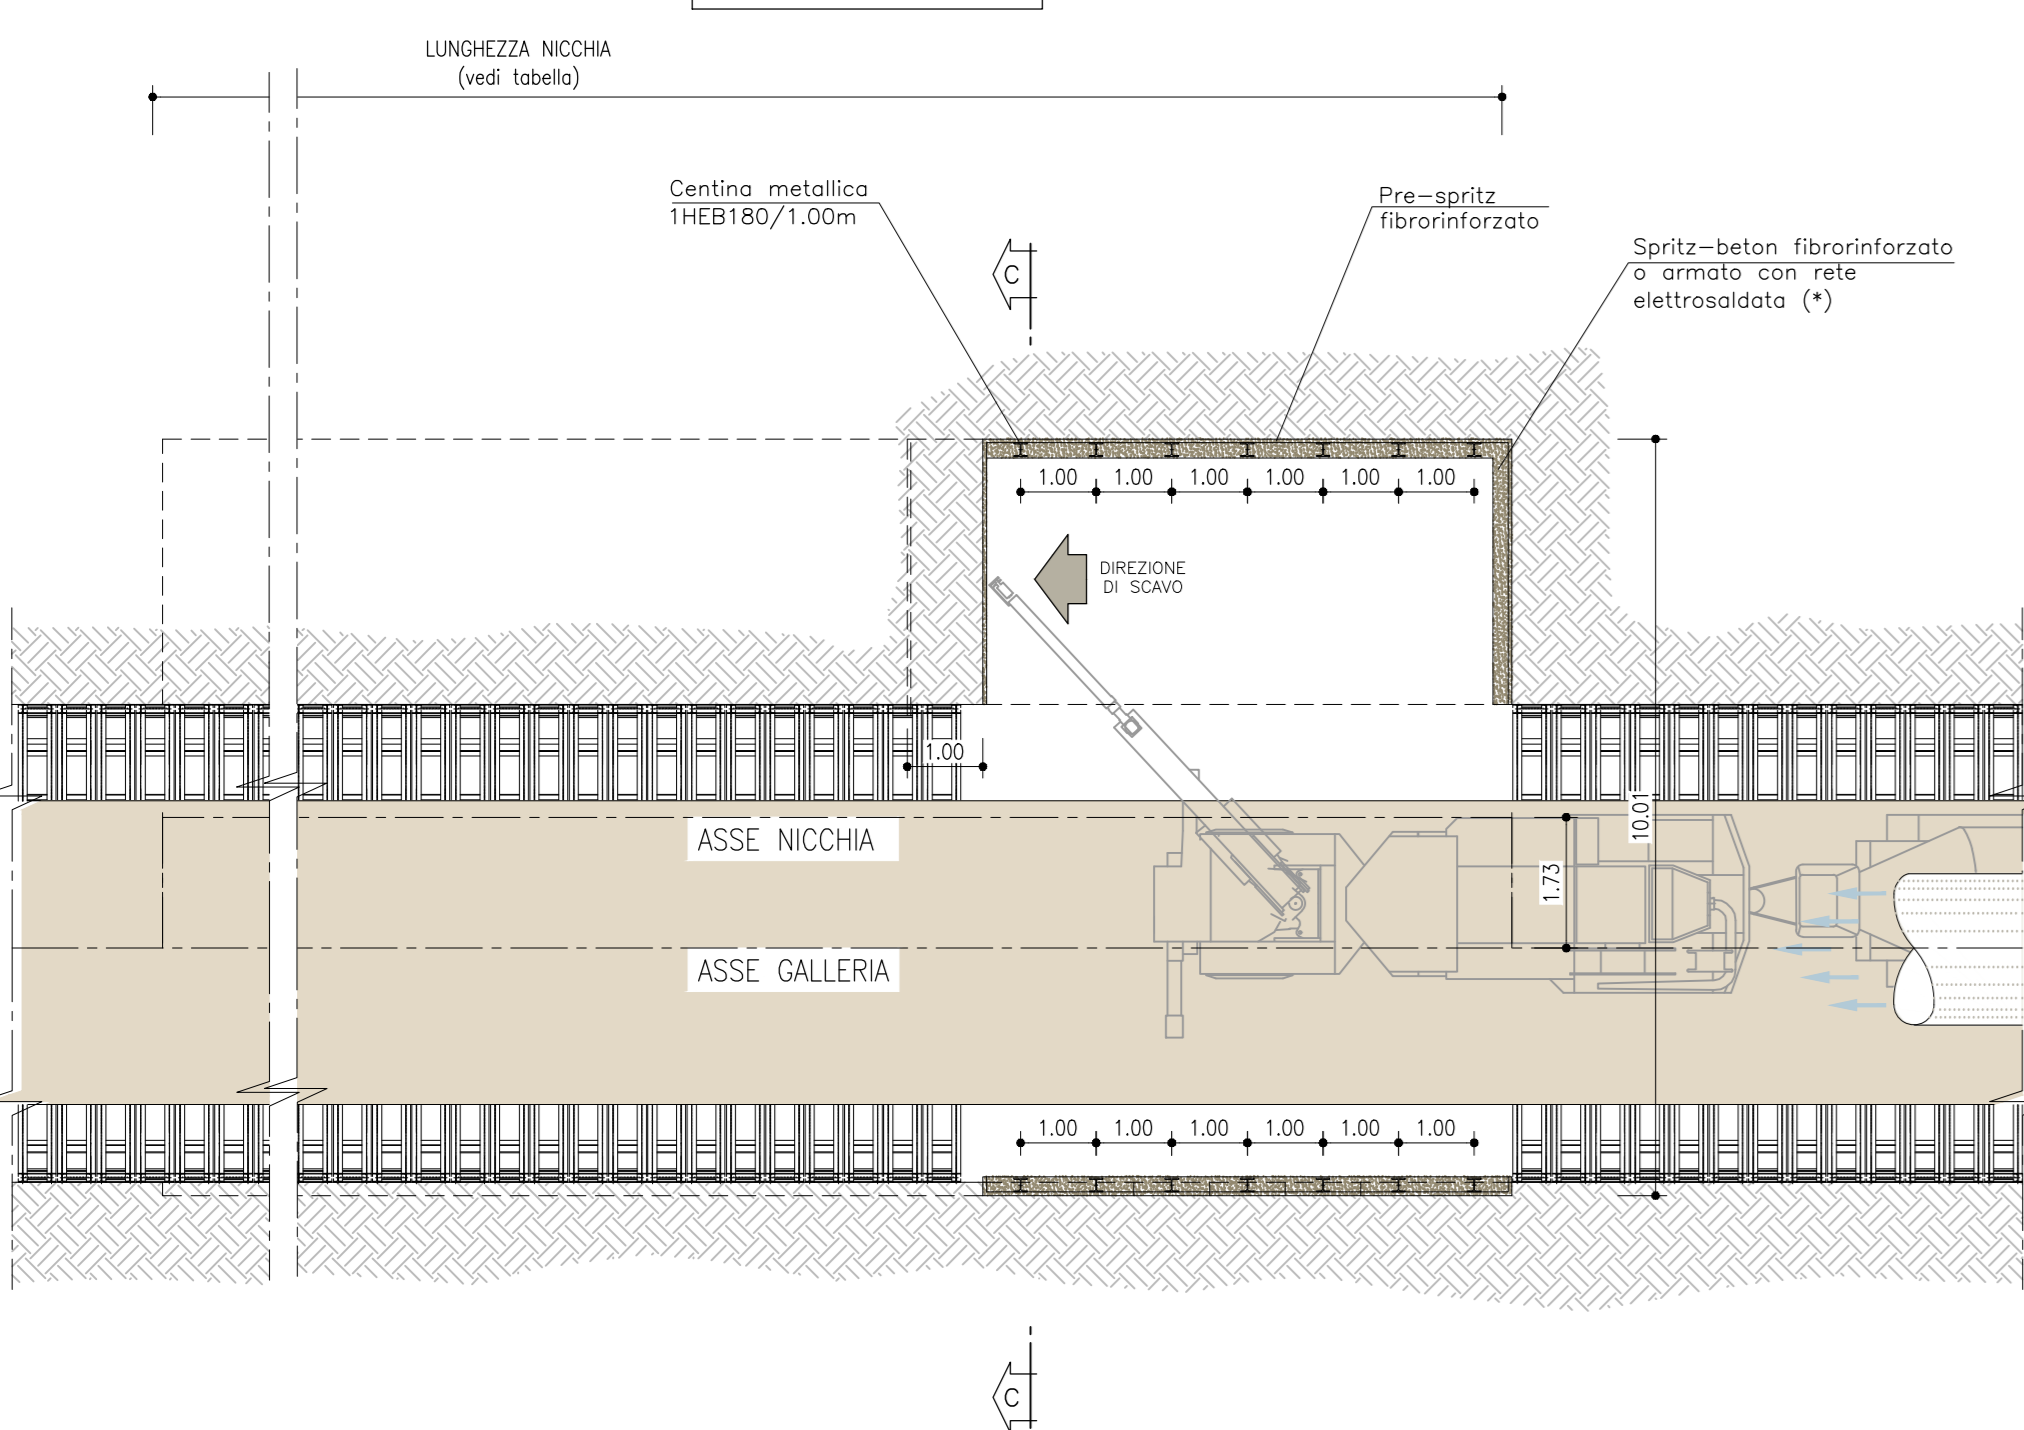 LUNGHEZZA NICCHIA
(vedi tabella)
Centina metallica
1HEB180/1.00m
Pre-spritz
fibrorinforzato
Spritz-beton fibrorinforzato
o armato con rete
elettrosaldata (*)
C
1.00 1.00 1.00 1.00 1.00 1.00
DIREZIONE
DI SCAVO
1.00
10.01
ASSE NICCHIA
1.73
ASSE GALLERIA
1.00 1.00 1.00 1.00 1.00 1.00
C